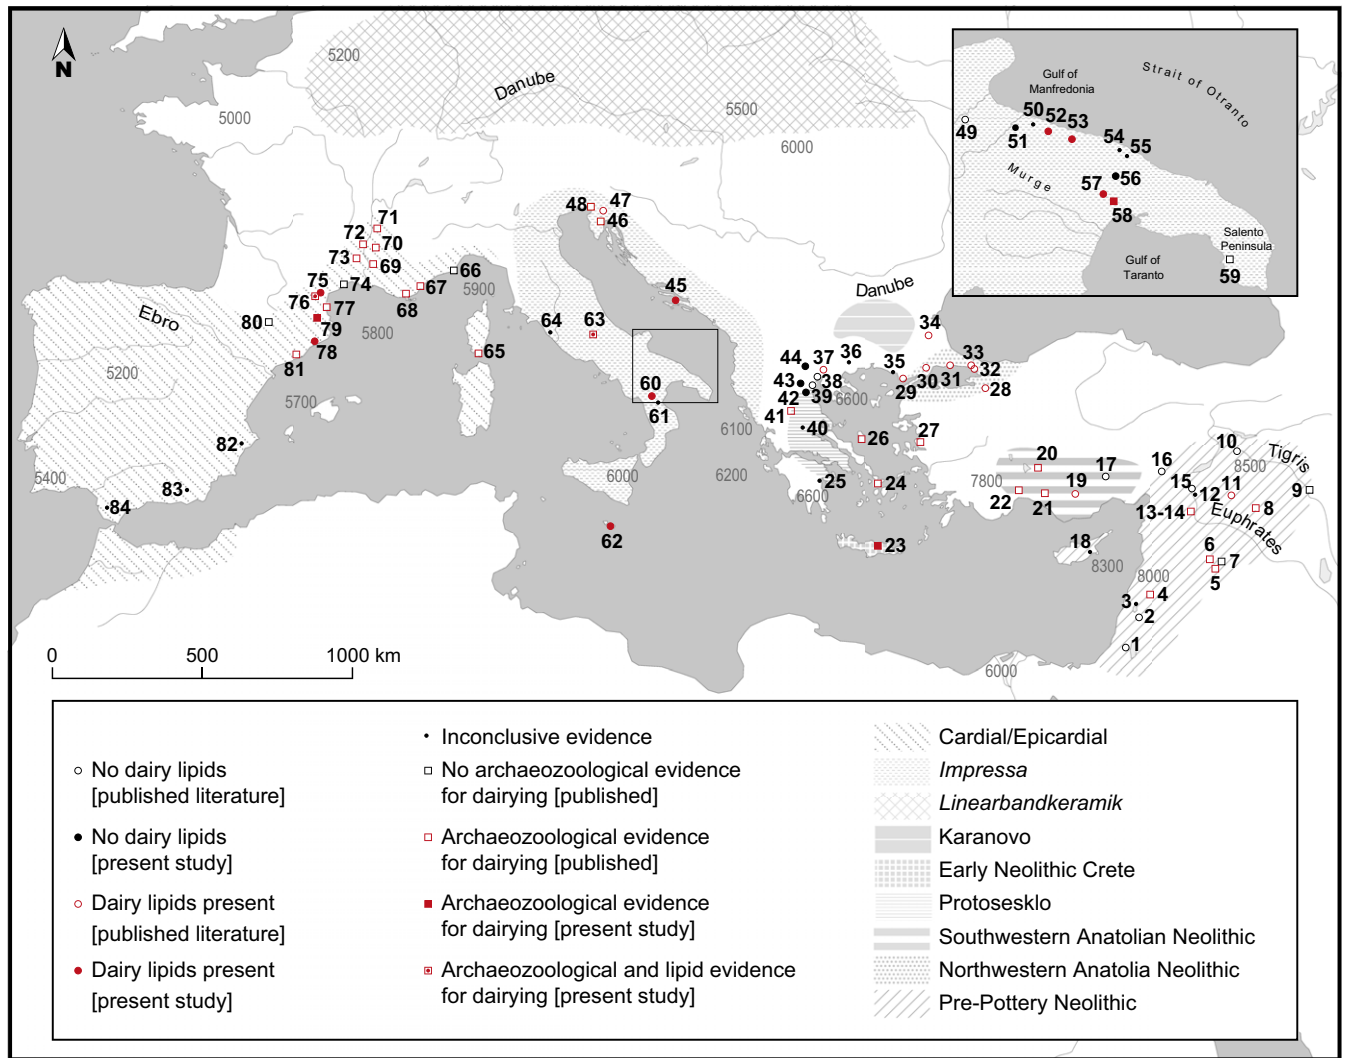 N
5200
Danube
5500
5000
6000
Gulf of
Manfredonia
Strait of Otranto
50
52
53
49
51
54
55
Murge
56
57
58
Salento
Peninsula
Gulf of
Taranto
59
71
72
70
73
69
48
47
46
66
5900
74
75
76
77
67
68
45
Danube
Ebro
80
79
5800
78
81
64
63
65
34
44
37
36
35
33
43
38
30
31
32
42
39
6600
29
28
41
60
61
5200
5700
40
6100
26
27
82
10
Tigris
20
16
8500
5400
6000
6200
7800
17
15
11
9
83
25
24
22
21
19
12
84
6600
13-14
8
Euphrates
62
23
18
6
7
8300
5
8000
3
4
2
1
6000
0
500
1000 km
Inconclusive evidence
No dairy lipids
[published literature]
No dairy lipids
[present study]
Dairy lipids present
[published literature]
Dairy lipids present
[present study]
No archaeozoological evidence
for dairying [published]
Archaeozoological evidence
for dairying [published]
Archaeozoological evidence
for dairying [present study]
Archaeozoological and lipid evidence
for dairying [present study]
Cardial/Epicardial
Impressa
Linearbandkeramik
Karanovo
Early Neolithic Crete
Protosesklo
Southwestern Anatolian Neolithic
Northwestern Anatolia Neolithic
Pre-Pottery Neolithic